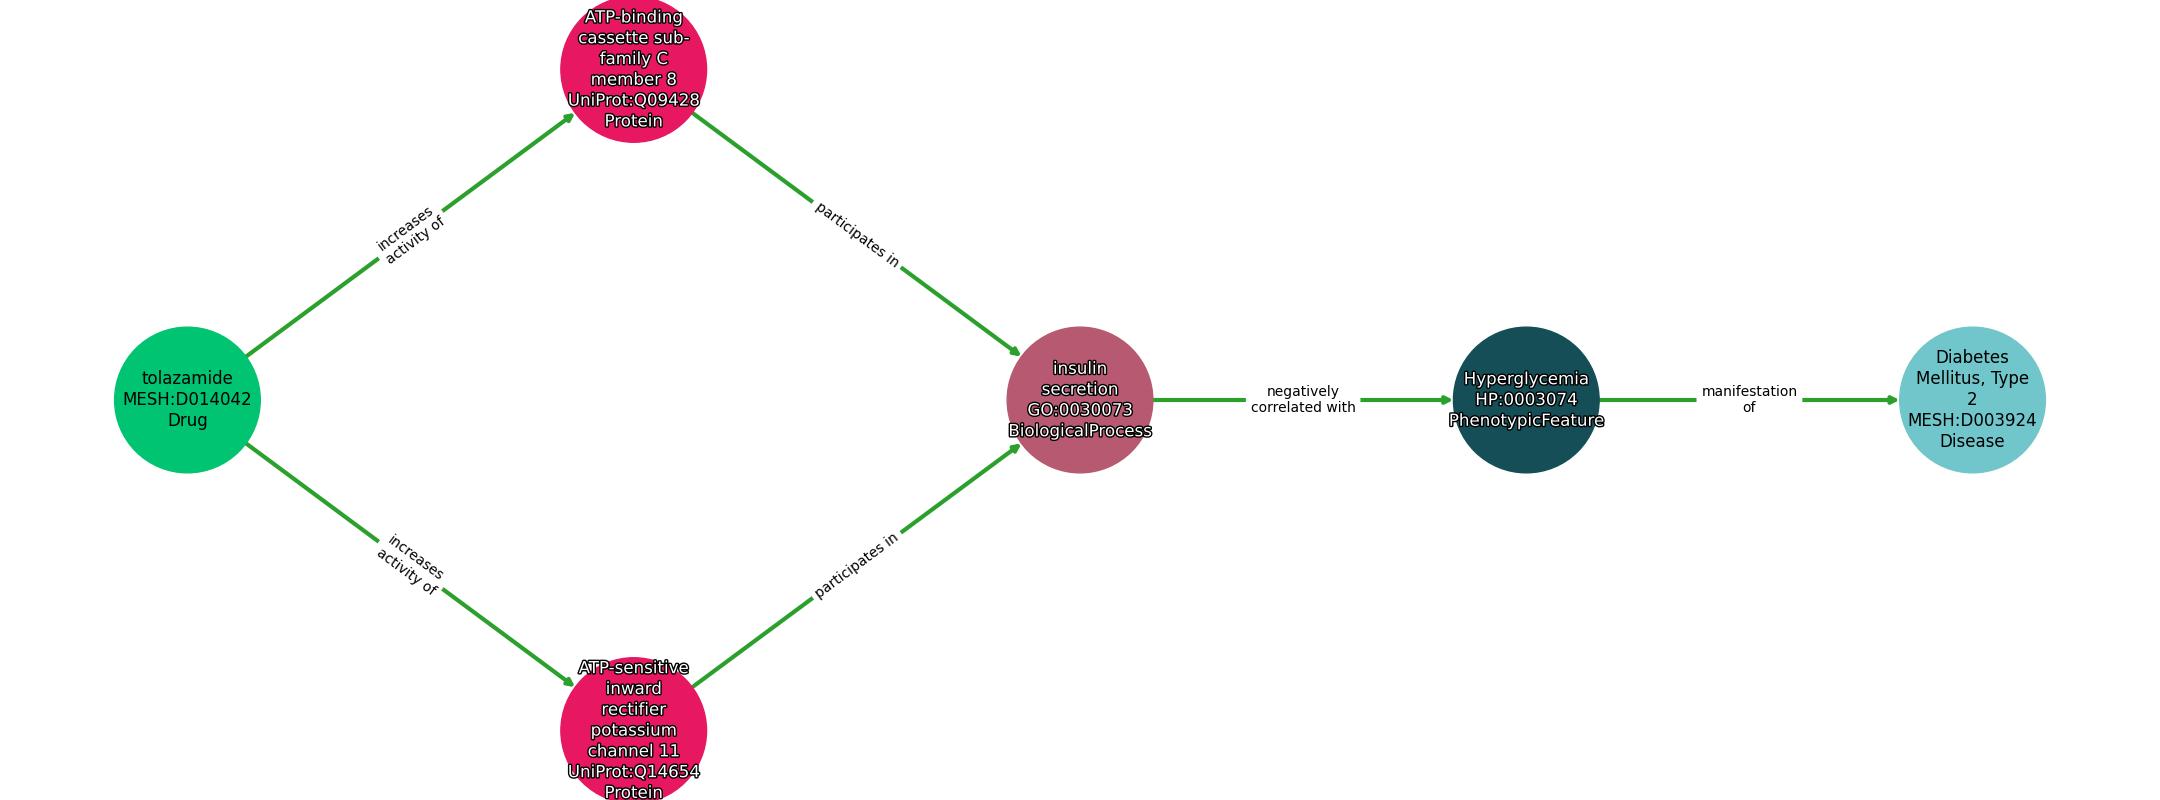 ATP-binding
cassette sub-
family C
member 8
UniProt:Q09428
Protein
increases
activity of
participates in
tolazamide
MESH:D014042
Drug
insulin
secretion
GO:0030073
BiologicalProcess
negatively
correlated with
Hyperglycemia
HP:0003074
PhenotypicFeature
manifestation
of
Diabetes
Mellitus, Type
2
MESH:D003924
Disease
increases
activity of
participates in
ATP-sensitive
inward
rectifier
potassium
channel 11
UniProt:Q14654
Protein